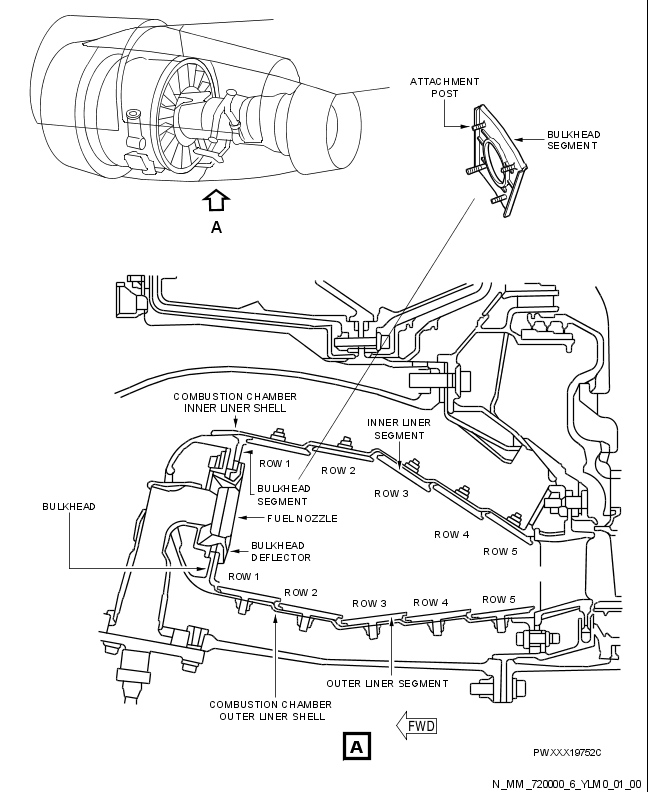 ATTACHMENT
POST
BULKHEAD
SEGMENT
A
COMBUSTION CHAMBER
INNER LINER SHELL
INNER LINER
SEGMENT
ROW 1
ROW 2
ROW 3
ROW 4
ROW 5
BULKHEAD
SEGMENT
BULKHEAD
FUEL NOZZLE
BULKHEAD
DEFLECTOR
ROW 1
ROW 2
ROW 3
ROW 4
ROW 5
OUTER LINER SEGMENT
COMBUSTION CHAMBER
OUTER LINER SHELL
A
FWD
PWXXX19752C
N_MM_720000_6_YLM0_01_00